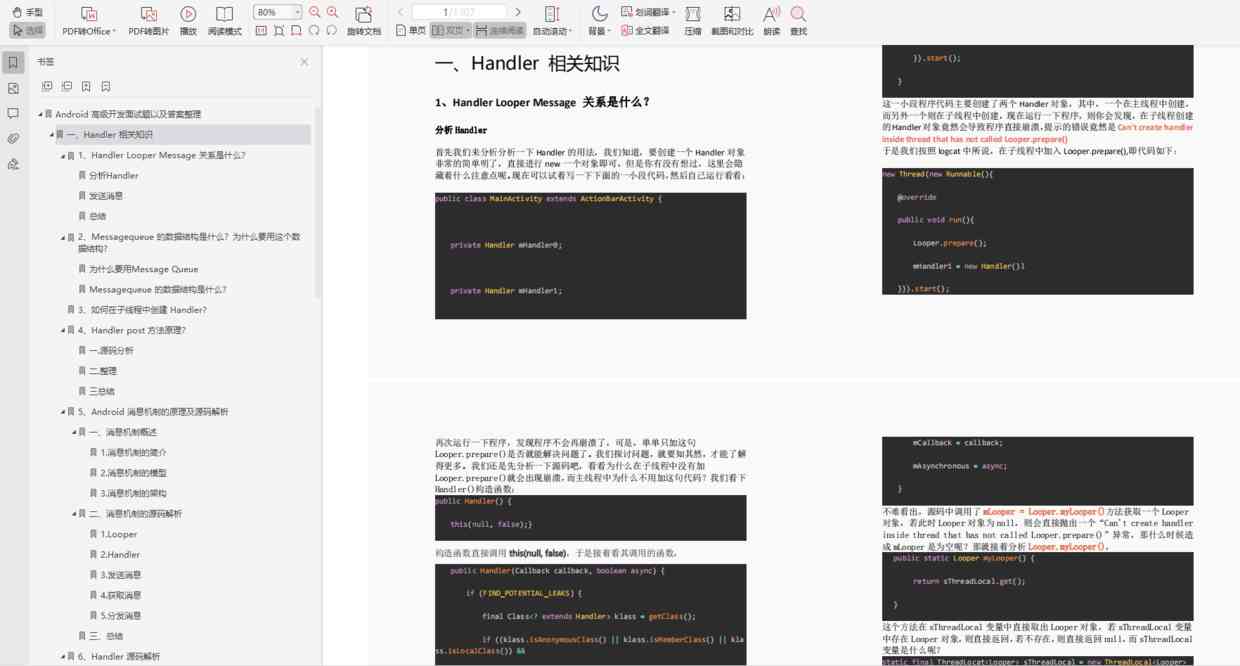 手型
选择
PDF转Office
PDF转图片
播放
阅读模式
80%
旋转文档
1
单页
双页
连续阅读
自动滚动
背景
划词翻译
全文翻译
压缩
截图和对比
朗读
查找
书签
Android 高级开发面试题以及答案整理
一、Handler 相关知识
1、Handler Looper Message 关系是什么?
分析Handler
发送消息
总结
2、Messagequeue 的数据结构是什么？为什么要用这个数
据结构?
为什么要用Message Queue
Messagequeue 的数据结构是什么?
3、如何在子线程中创建 Handler?
4、Handler post 方法原理?
一.源码分析
二.整理
三总结
5、Android 消息机制的原理及源码解析
一、消息机制概述
1.消息机制的简介
2.消息机制的模型
3.消息机制的架构
二、消息机制的源码解析
1.Looper
2.Handler
3.发送消息
4.获取消息
5.分发消息
三、总结
6、Handler 源码解析
一、Handler 相关知识
1、Handler Looper Message 关系是什么？
分析 Handler
首先我们来分析分析一下 Handler 的用法，我们知道，要创建一个 Handler 对象
非常的简单明了，直接进行 new 一个对象即可，但是你有没有想过，这里会隐
藏着什么注意点呢。现在可以试着写一下下面的一小段代码，然后自己运行看看：
public class MainActivity extends ActionBarActivity {
private Handler mHandler0;
private Handler mHandler1;
}).start();
}
这一小段程序代码主要创建了两个 Handler 对象，其中，一个在主线程中创建，
而另外一个则在子线程中创建，现在运行一下程序，则你会发现，在子线程创建
的 Handler 对象竟然会导致程序直接崩溃，提示的错误竟然是 Can't create handler
inside thread that has not called Looper.prepare()
于是我们按照 logcat 中所说，在子线程中加入 Looper.prepare(),即代码如下：
new Thread(new Runnable(){
@override
public void run(){
Looper.prepare();
mHandler1 = new Handler()l
}}).start();
再次运行一下程序，发现程序不会再崩溃了，可是，单单只加这句
Looper.prepare()是否就能解决问题了。我们探讨问题，就要知其然，才能了解
得更多。我们还是先分析一下源码吧，看看为什么在子线程中没有加
Looper.prepare()就会出现崩溃，而主线程中为什么不用加这句代码？我们看下
Handler()构造函数：
public Handler() {
this(null, false);}
构造函数直接调用 this(null, false)，于是接着看其调用的函数，
public Handler(Callback callback, boolean async) {
if (FIND_POTENTIAL_LEAKS) {
final Class<? extends Handler> klass = getClass();
if ((klass.isAnonymousClass() || klass.isMemberClass() || kla
ss.isLocalClass()) &&
mCallback = callback;
mAsynchronous = async;
}
不难看出，源码中调用了 mLooper = Looper.myLooper()方法获取一个 Looper
对象，若此时 Looper 对象为 null，则会直接抛出一个“Can't create handler
inside thread that has not called Looper.prepare()”异常，那什么时候造
成 mLooper 是为空呢？那就接着分析 Looper.myLooper()，
public static Looper myLooper() {
return sThreadLocal.get();
}
这个方法在 sThreadLocal 变量中直接取出 Looper 对象，若 sThreadLocal 变量
中存在 Looper 对象，则直接返回，若不存在，则直接返回 null，而 sThreadLocal
变量是什么呢？
static final ThreadLocal<Looper> sThreadLocal = new ThreadLocal<Looper>